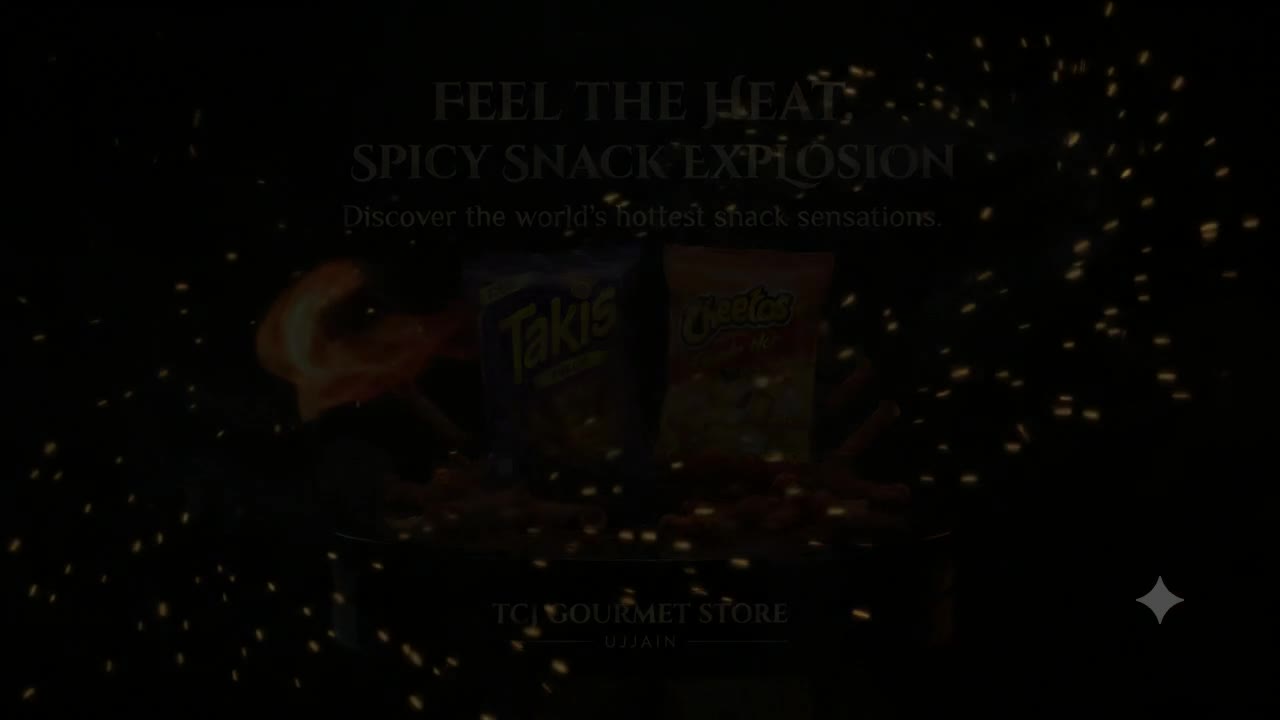 FEEL THE HEAT
SPICY SNACK EXPLOSION
Discover the world's hottest snack sensations.
Takis
Cheetos
TCJ GOURMET STORE
UJJAIN